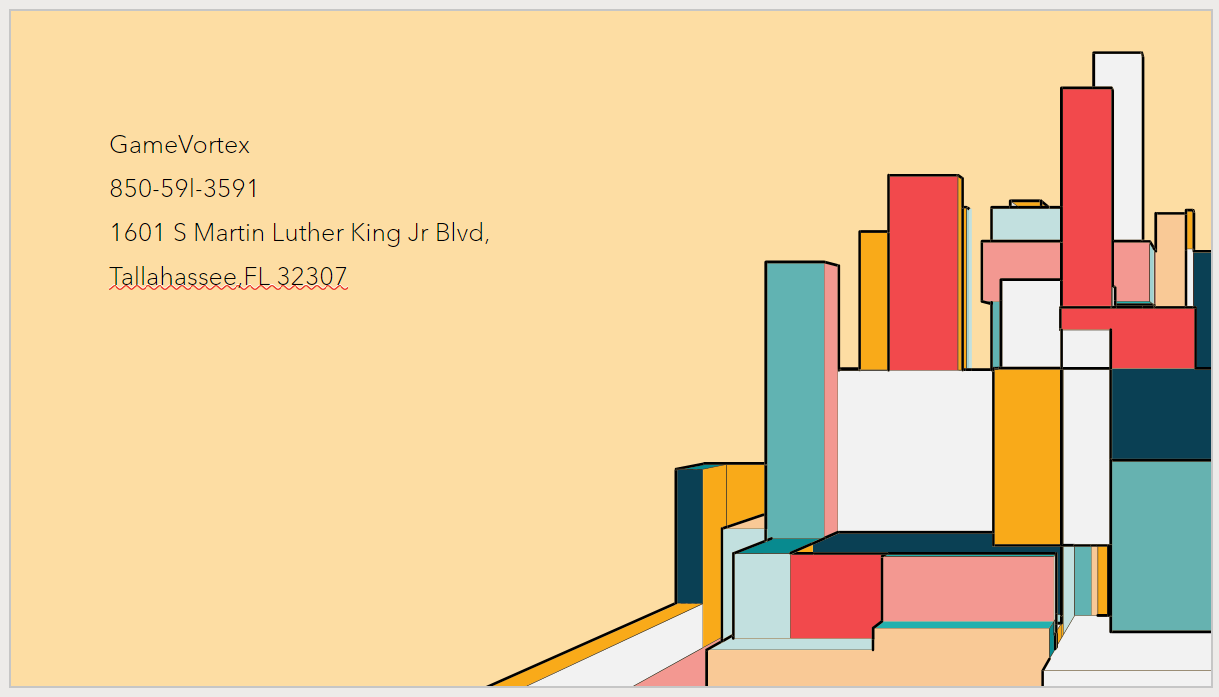 GameVortex
850-59l-3591
1601 S Martin Luther King Jr Blvd,
Tallahassee,FL 32307